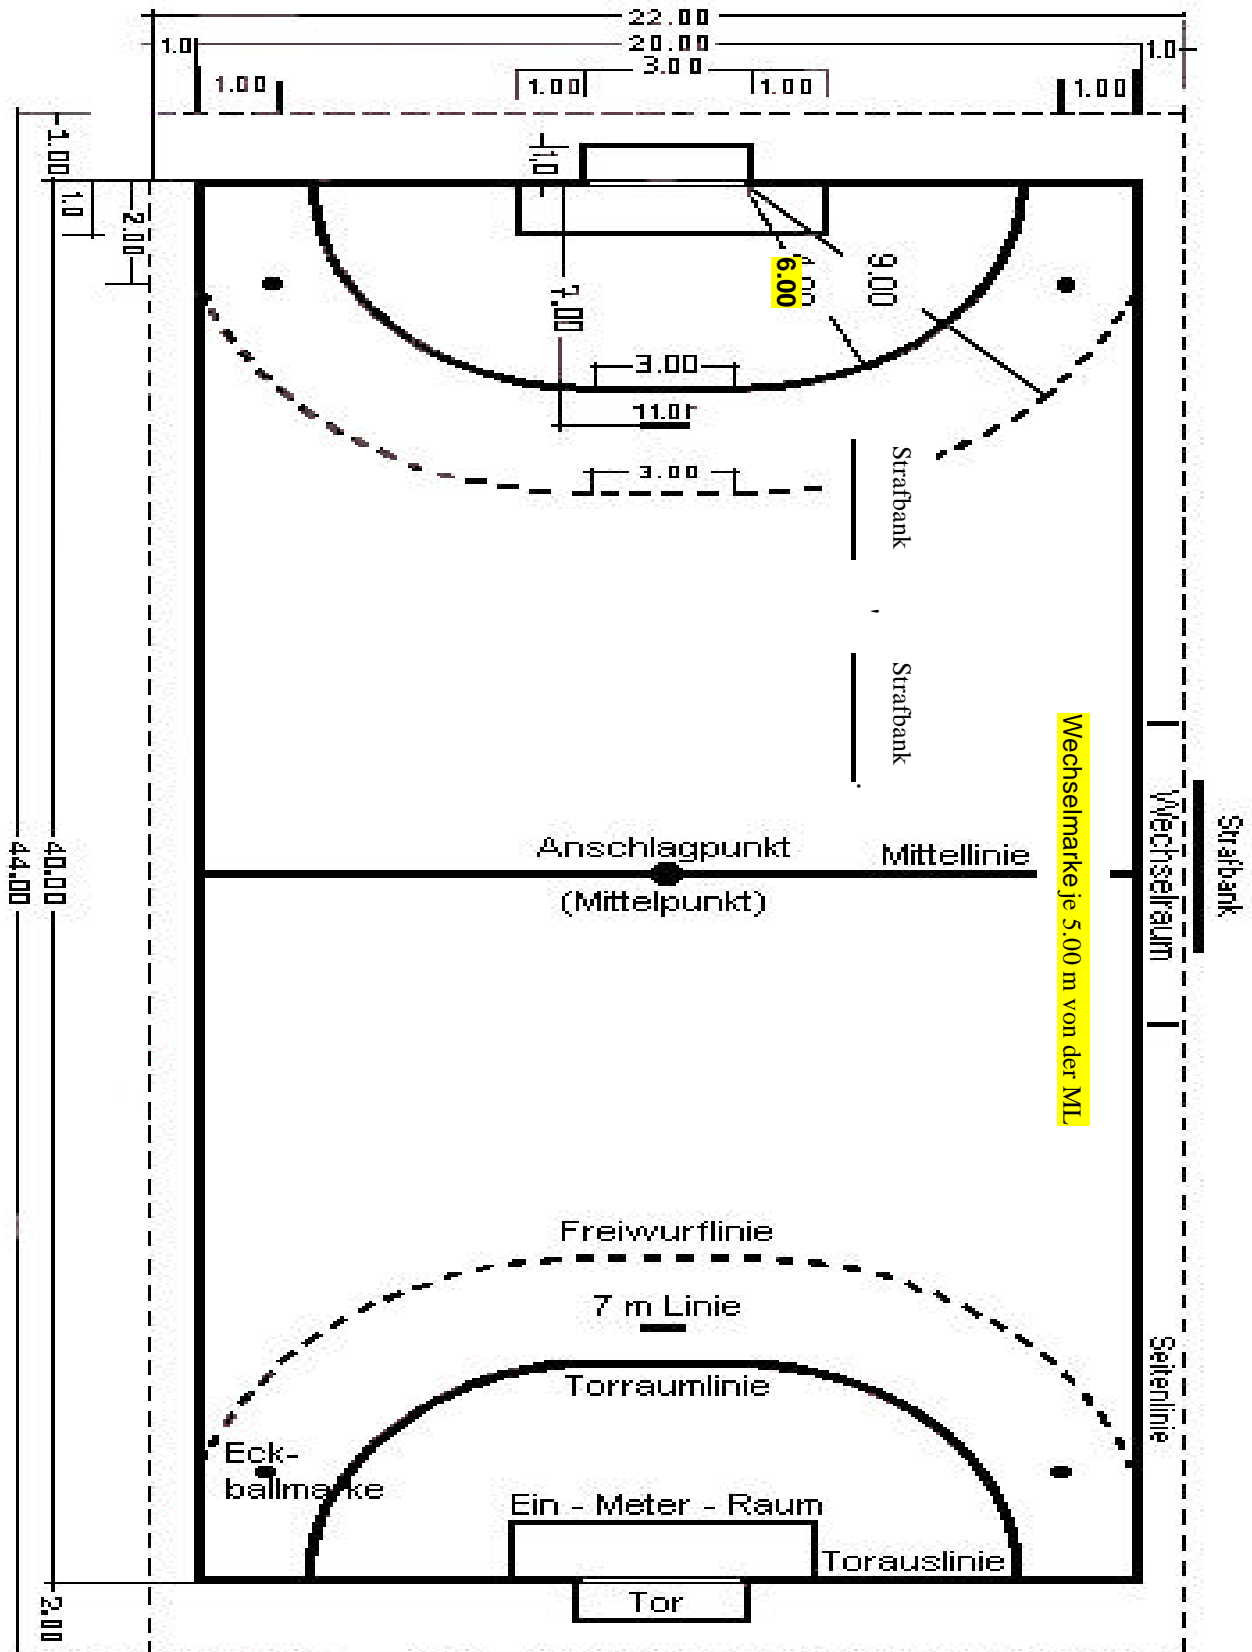 22.00
1.0
20.00
1.0
3.00
1.00
1.00
1.00
1.00
1.00
1.0
1.0
2.00
9.00
6.00
7.00
3.00
11.01
3.00
Strafbank
Strafbank
Wechselmarke je 5.00 m von der ML
Wechselraum
Strafbank
Anschlagpunkt
Mittellinie
(Mittelpunkt)
40.00
44.00
Freiwurflinie
7 m Linie
Seitenlinie
Torraumlinie
Eck-
ballmarke
Ein - Meter - Raum
Torauslinie
Tor
2.00